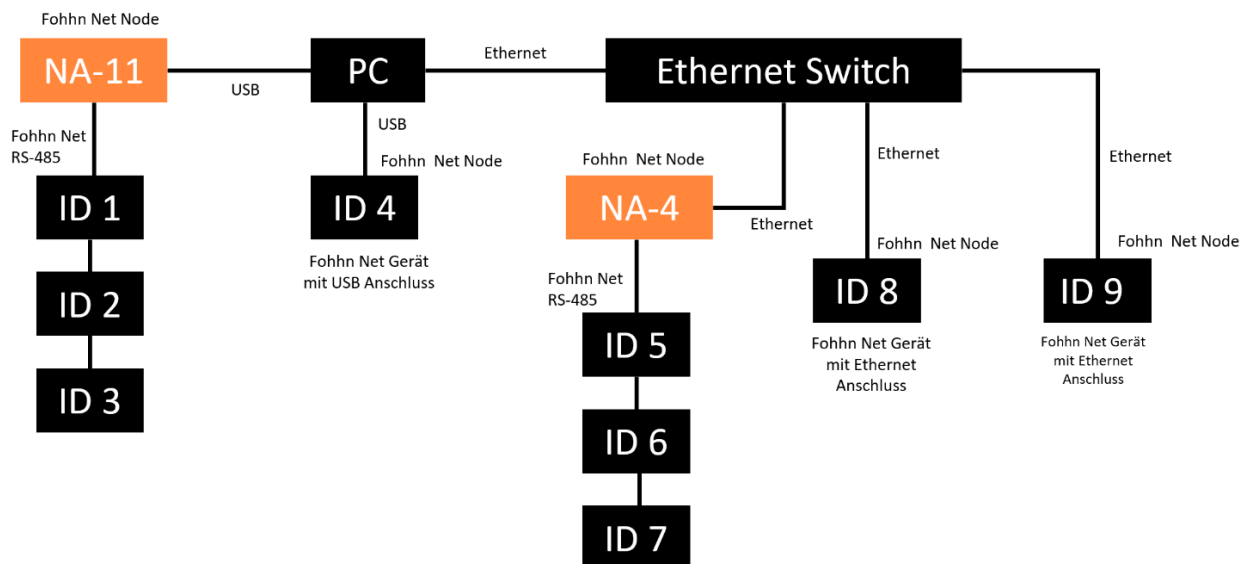 Fohhn Net Node
NA-11
USB
PC
Ethernet
Ethernet Switch
Fohhn Net
RS-485
USB
Fohhn  Net Node
Fohhn  Net Node
Ethernet
Ethernet
ID 1
ID 4
NA-4
Ethernet
Fohhn Net Gerät
mit USB Anschluss
Fohhn  Net Node
Fohhn  Net Node
ID 2
Fohhn Net
RS-485
ID 8
ID 9
ID 5
Fohhn Net Gerät
mit Ethernet
Anschluss
Fohhn Net Gerät
mit Ethernet
Anschluss
ID 3
ID 6
ID 7